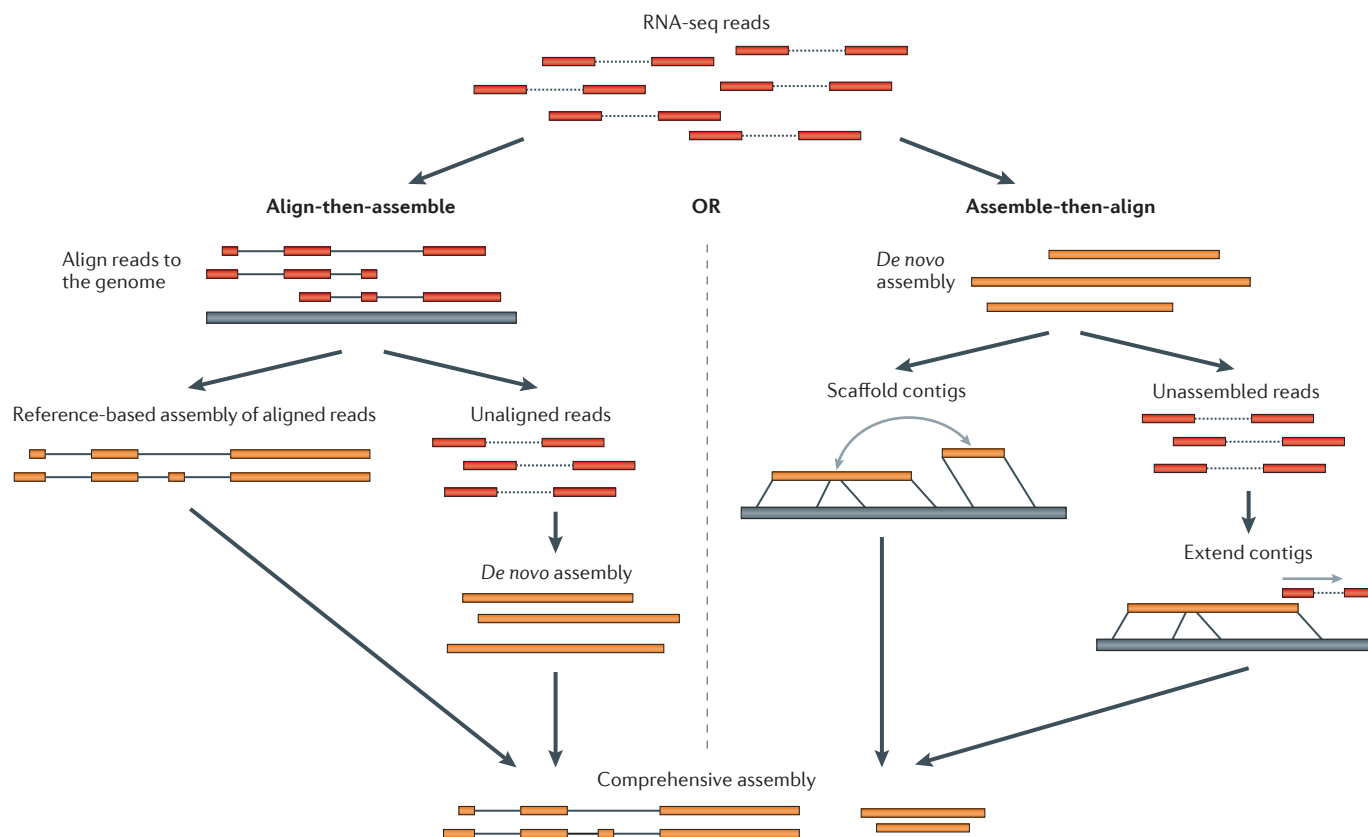 RNA-seq reads
Align-then-assemble
OR
Assemble-then-align
Align reads to
the genome
De novo
assembly
Reference-based assembly of aligned reads
Unaligned reads
Scaffold contigs
Unassembled reads
De novo assembly
Extend contigs
Comprehensive assembly